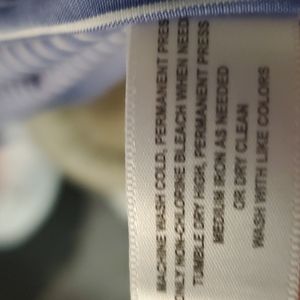 MACHINE WASH COLD, PERMANENT PRESS
ONLY NON-CHLORINE BLEACH WHEN NEED
TUMBLE DRY HIGH, PERMANENT PRESS
MEDIUM IRON AS NEEDED
OR DRY CLEAN
WASH WITH LIKE COLORS